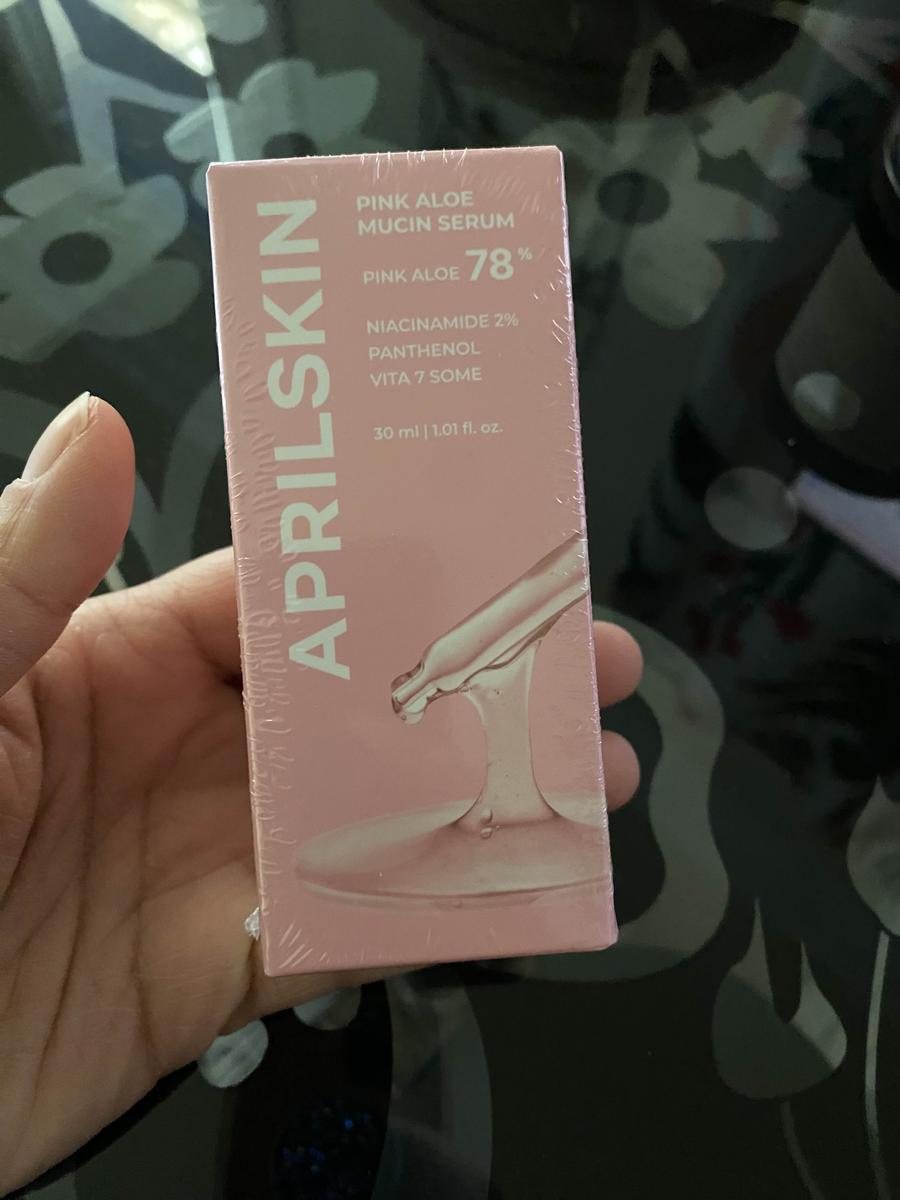 APRILSKIN
PINK ALOE
MUCIN SERUM
PINK ALOE 78%
NIACINAMIDE 2%
PANTHENOL
VITA 7 SOME
30 ml | 1.01 fl. oz.